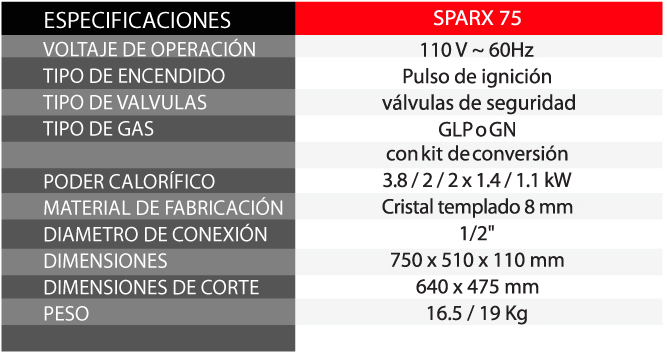 ESPECIFICACIONES SPARX 75
VOLTAJE DE OPERACIÓN 110 V ~ 60Hz
TIPO DE ENCENDIDO Pulso de ignición
TIPO DE VALVULAS válvulas de seguridad
TIPO DE GAS GLP o GN
con kit de conversión
PODER CALORÍFICO 3.8 / 2 / 2 x 1.4 / 1.1 kW
MATERIAL DE FABRICACIÓN Cristal templado 8 mm
DIAMETRO DE CONEXIÓN 1/2"
DIMENSIONES 750 x 510 x 110 mm
DIMENSIONES DE CORTE 640 x 475 mm
PESO 16.5 / 19 Kg